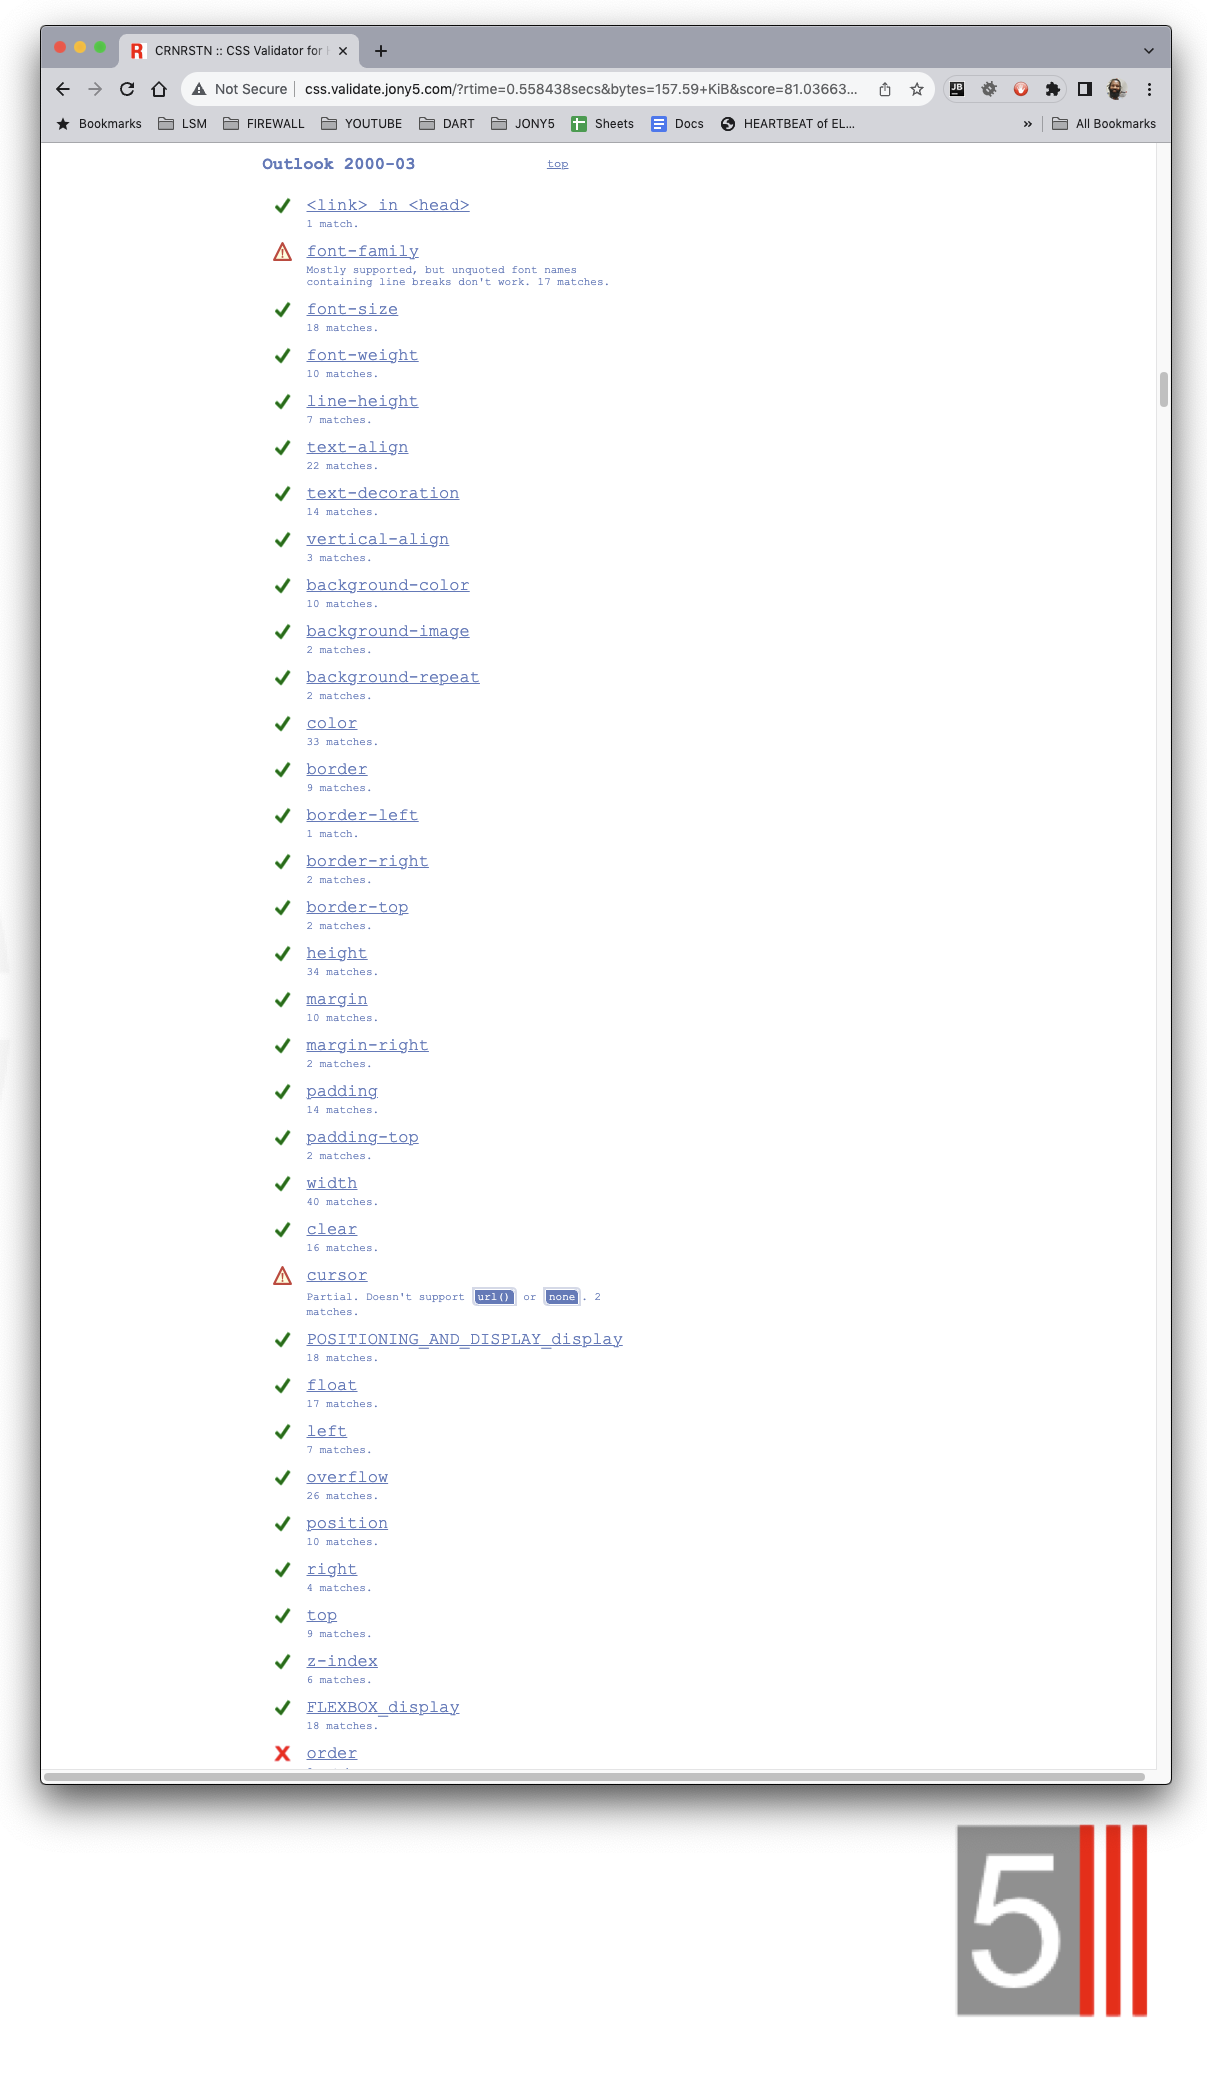 CRNRSTN :: CSS Validator for
Not Secure
css.validate.jony5.com/?rtime=0.558438secs&bytes=157.59+KiB&score=81.03663...
JB
Bookmarks
LSM
FIREWALL
YOUTUBE
DART
JONY5
Sheets
Docs
HEARTBEAT of EL...
»
All Bookmarks
Outlook 2000-03
top
<link> in <head>
1 match.
font-family
Mostly supported, but unquoted font names
containing line breaks don't work. 17 matches.
font-size
18 matches.
font-weight
10 matches.
line-height
7 matches.
text-align
22 matches.
text-decoration
14 matches.
vertical-align
3 matches.
background-color
10 matches.
background-image
2 matches.
background-repeat
2 matches.
color
33 matches.
border
9 matches.
border-left
1 match.
border-right
2 matches.
border-top
2 matches.
height
34 matches.
margin
10 matches.
margin-right
2 matches.
padding
14 matches.
padding-top
2 matches.
width
40 matches.
clear
16 matches.
cursor
Partial. Doesn't support url() or none. 2
matches.
POSITIONING_AND_DISPLAY_display
18 matches.
float
17 matches.
left
7 matches.
overflow
26 matches.
position
10 matches.
right
4 matches.
top
9 matches.
z-index
6 matches.
FLEXBOX_display
18 matches.
order
5